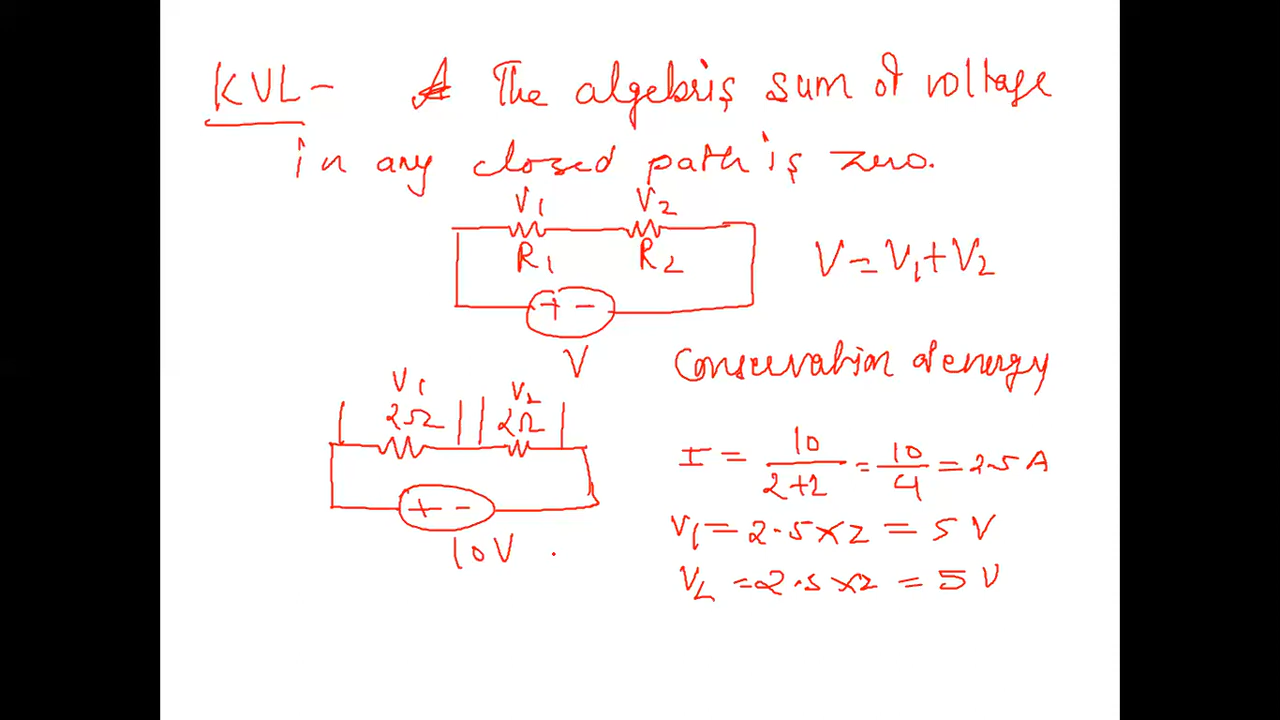 KVL - The algebris sum of voltage
in any closed path is zero.
V1 V2
R1 R2
V = V1 + V2
+ -
V
Conservation of energy
V1 V2
2Ω 2Ω
+ -
10V
I = 10/(2+2) = 10/4 = 2.5 A
V1 = 2.5 × 2 = 5 V
V2 = 2.5 × 2 = 5 V